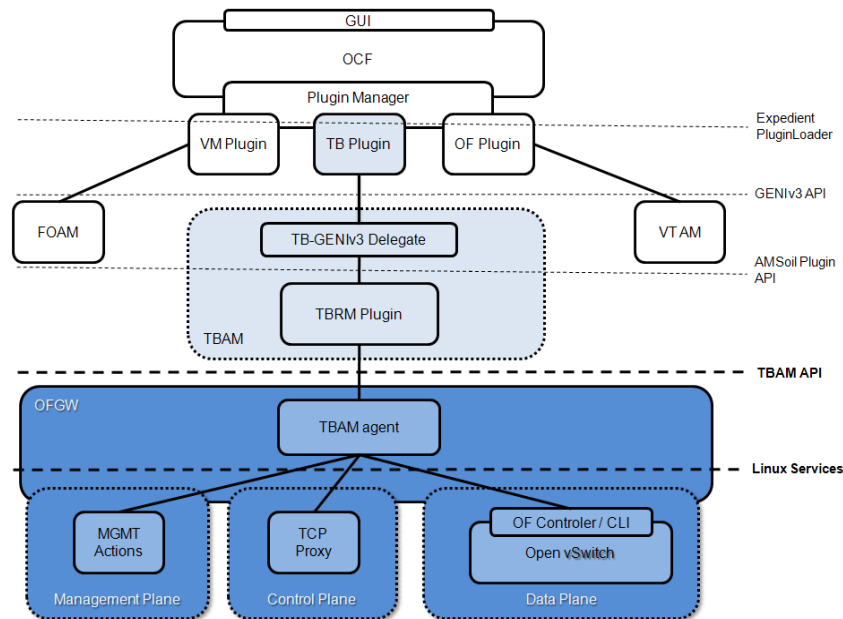 GUI
OCF
Plugin Manager
Expedient
PluginLoader
VM Plugin
TB Plugin
OF Plugin
GENIv3 API
FOAM
TB-GENIv3 Delegate
VT AM
AMSoil Plugin
API
TBRM Plugin
TBAM
TBAM API
OFGW
TBAM agent
Linux Services
MGMT
Actions
TCP
Proxy
OF Controler / CLI
Open vSwitch
Management Plane
Control Plane
Data Plane